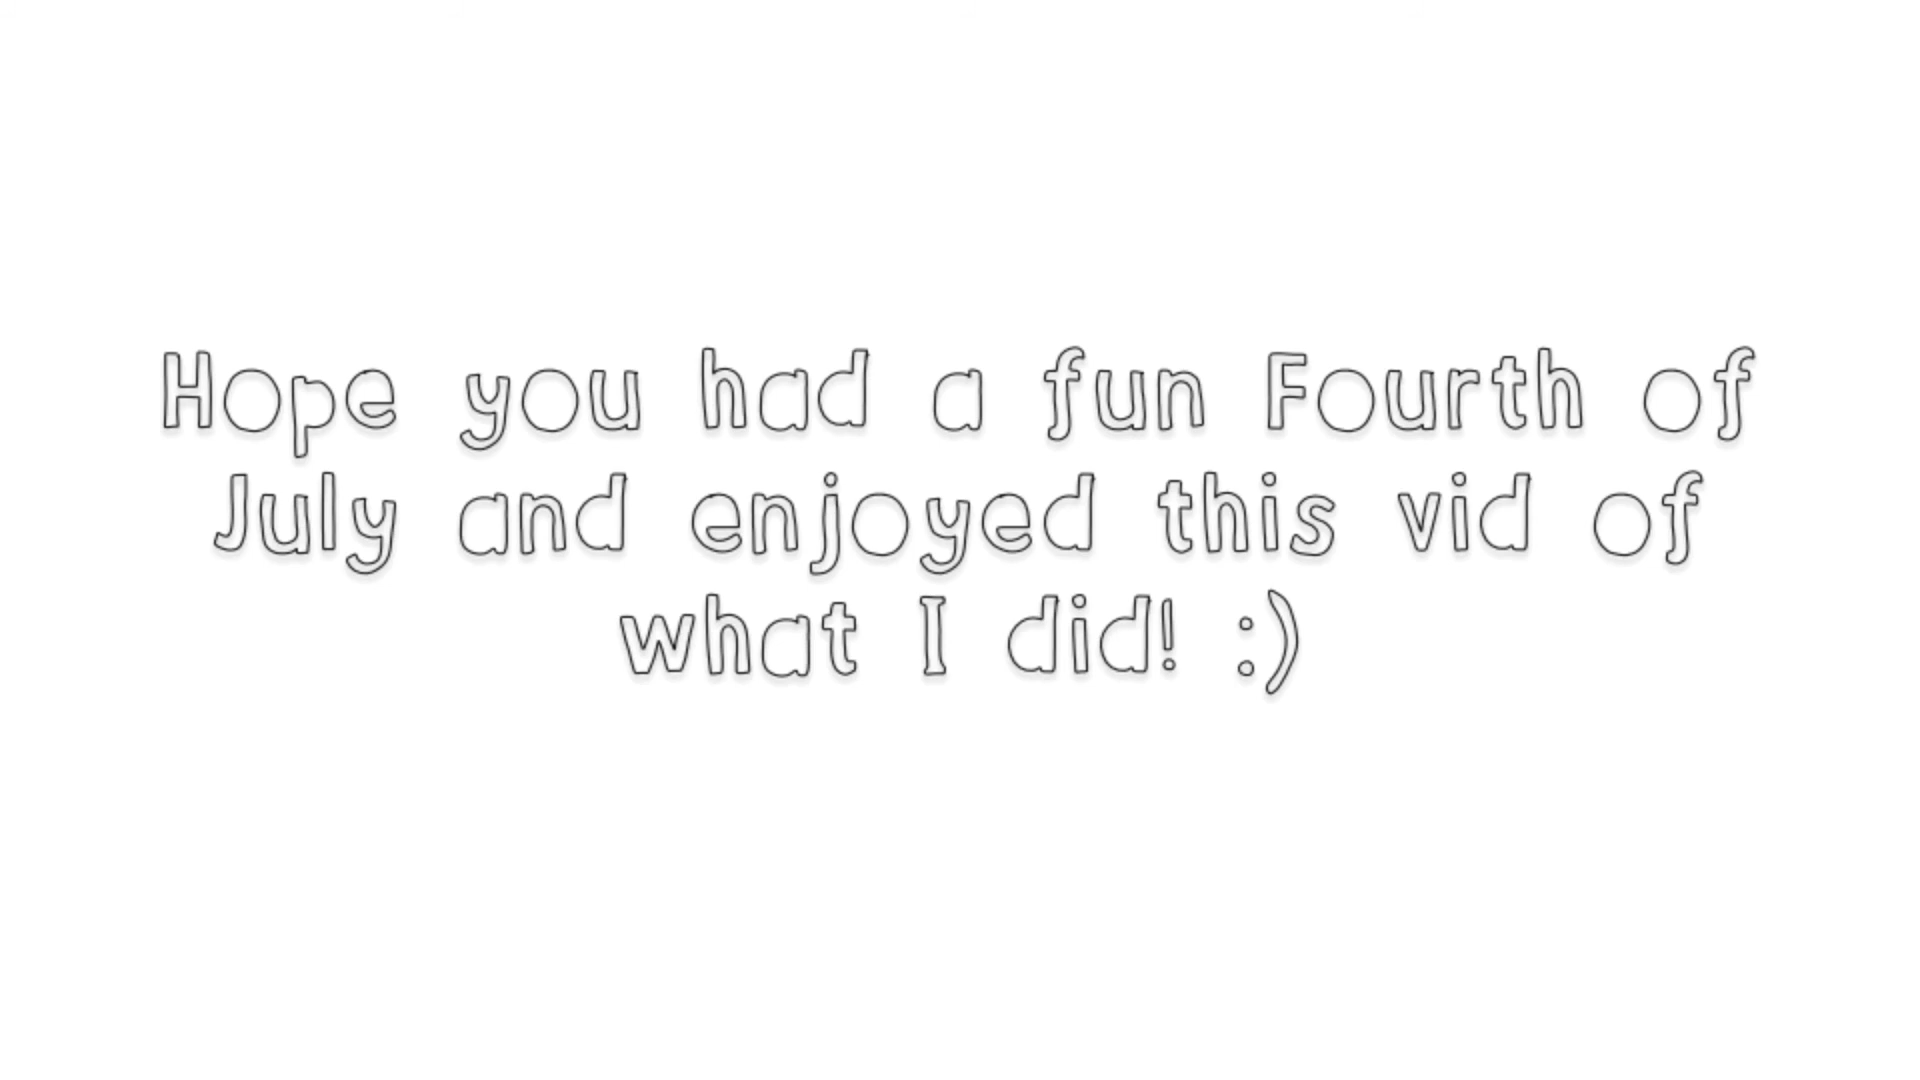 Hope you had a fun Fourth of
July and enjoyed this vid of
what I did! :)